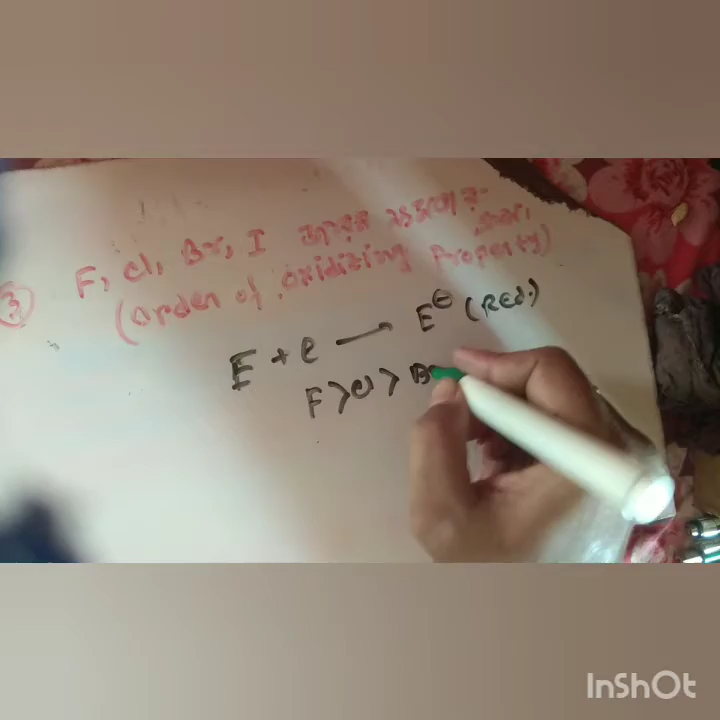 ③ F, Cl, Br, I
(Order of oxidizing Property)
E + e → E⊖ (Red.)
F > Cl > Br
InShOt